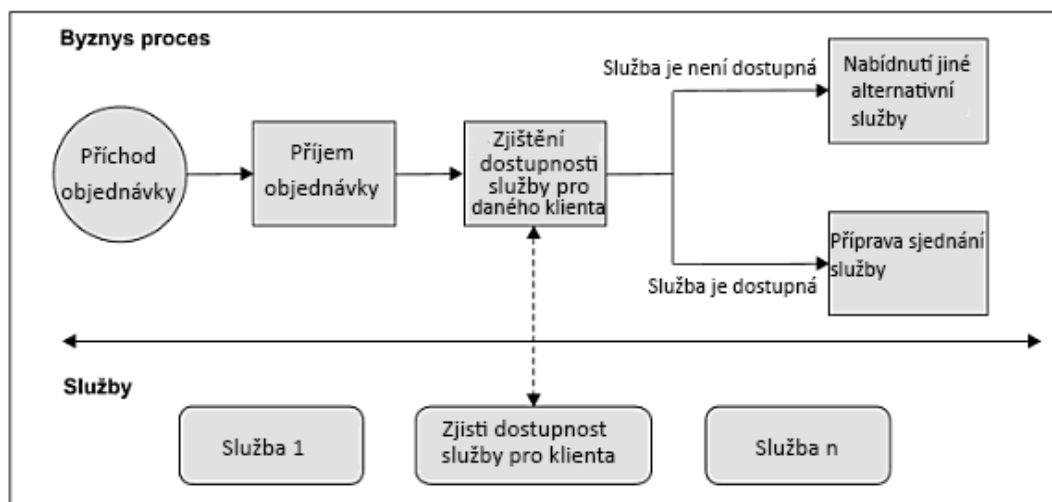 Byznys proces
Příchod
objednávky
Příjem
objednávky
Zjištění
dostupnosti
služby pro
daného klienta
Služba je není dostupná
Nabídnutí jiné
alternativní
služby
Služba je dostupná
Příprava sjednání
služby
Služby
Služba 1
Zjisti dostupnost
služby pro klienta
Služba n